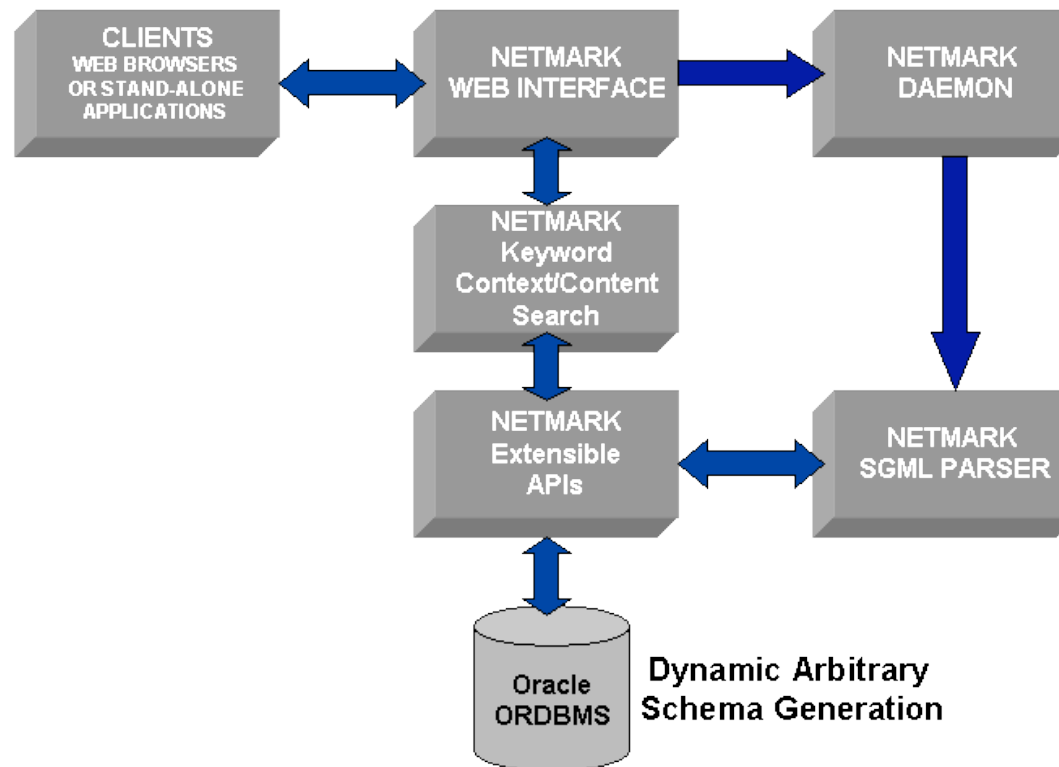 CLIENTS
WEB BROWSERS
OR STAND-ALONE
APPLICATIONS
NETMARK
WEB INTERFACE
NETMARK
DAEMON
NETMARK
Keyword
Context/Content
Search
NETMARK
Extensible
APIs
NETMARK
SGML PARSER
Oracle
ORDBMS
Dynamic Arbitrary
Schema Generation